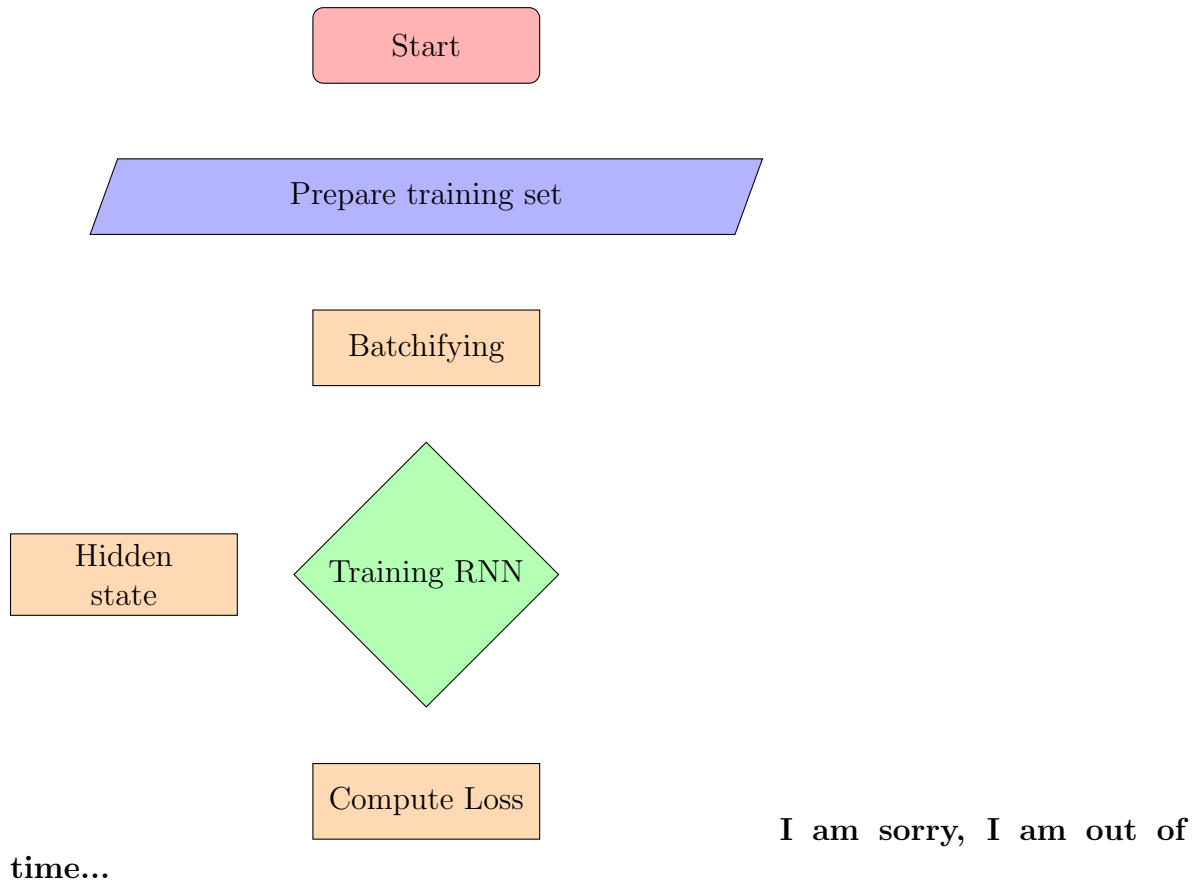 Start
Prepare training set
Batchifying
Hidden
state
Training RNN
Compute Loss
I am sorry, I am out of
time...